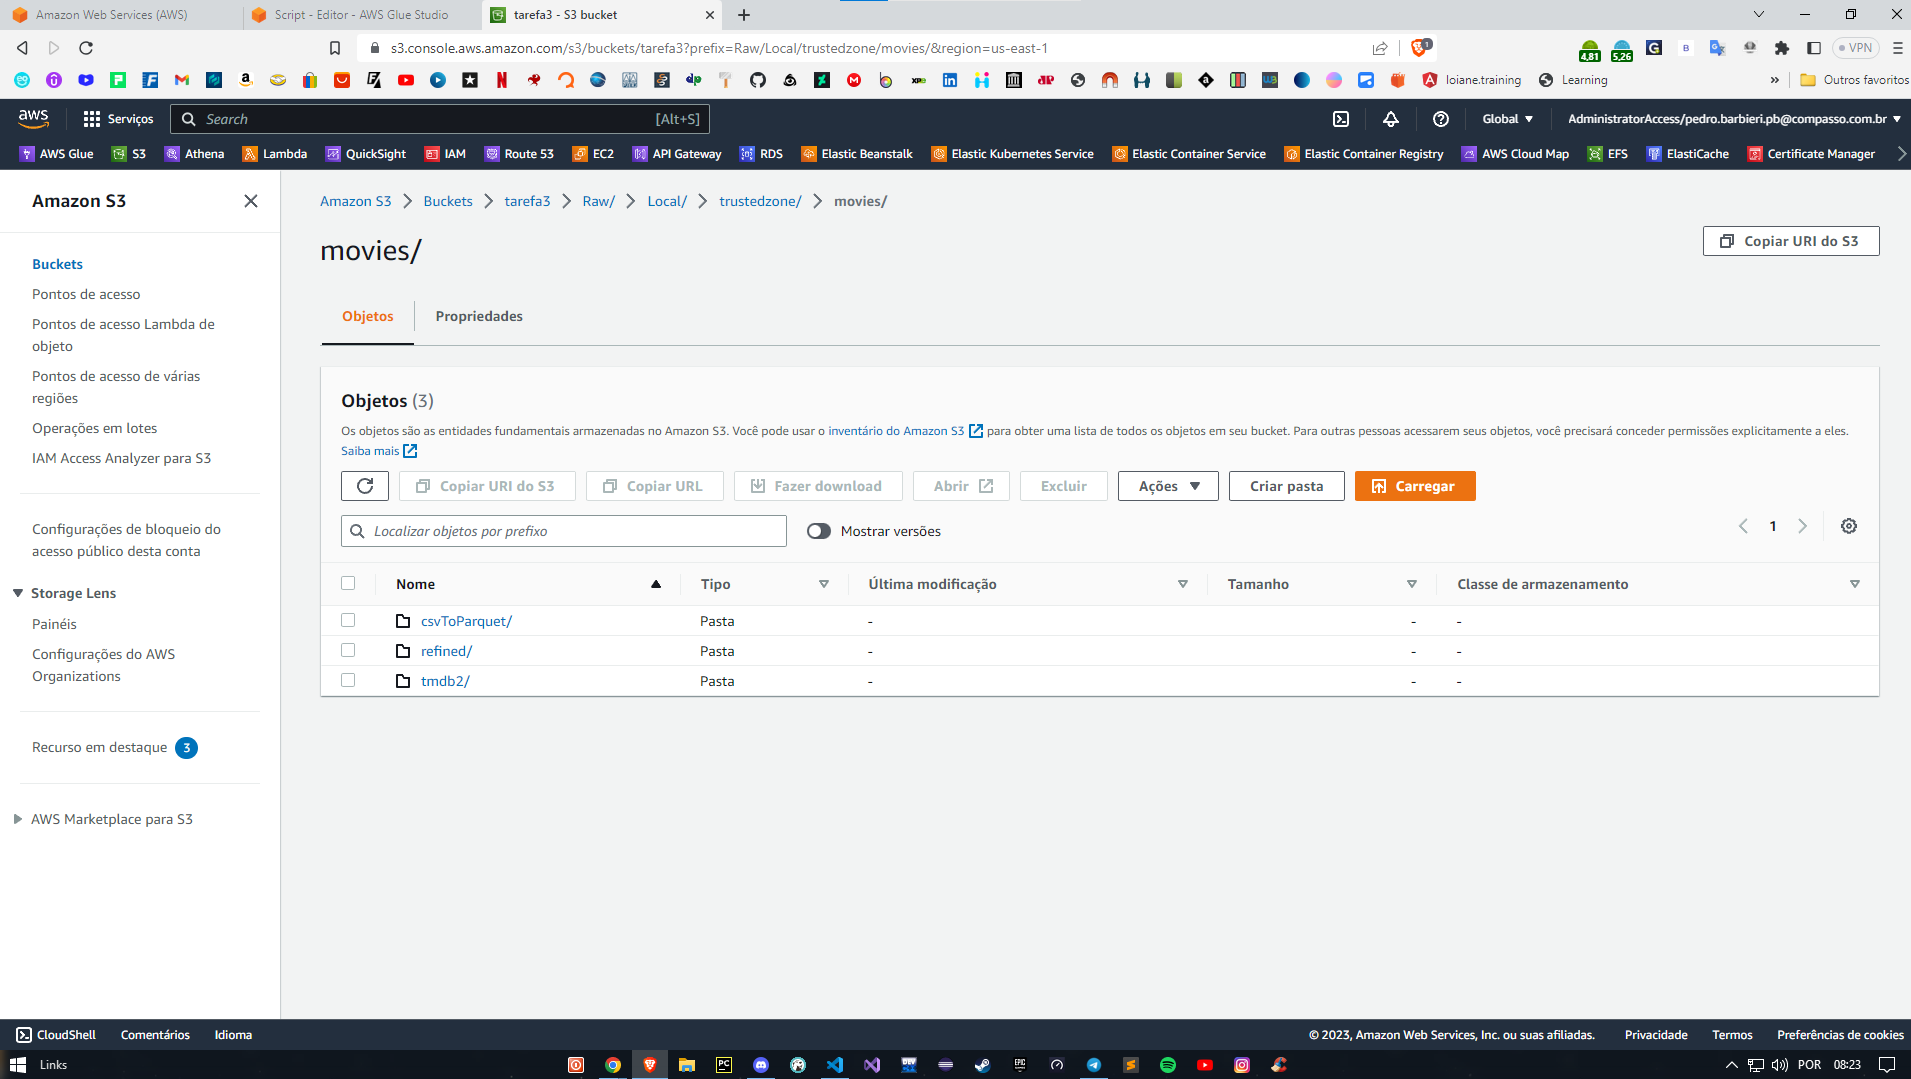 Amazon Web Services (AWS)
Script - Editor - AWS Glue Studio
tarefa3 - S3 bucket
s3.console.aws.amazon.com/s3/buckets/tarefa3?prefix=Raw/Local/trustedzone/movies/&region=us-east-1
1
4,81
5,26
VPN
loiane.training
Learning
»
Outros favoritos
aws
Serviços
Search
[Alt+S]
Global
AdministratorAccess/pedro.barbieri.pb@compasso.com.br
AWS Glue
S3
Athena
Lambda
QuickSight
IAM
Route 53
EC2
API Gateway
RDS
Elastic Beanstalk
Elastic Kubernetes Service
Elastic Container Service
Elastic Container Registry
AWS Cloud Map
EFS
ElastiCache
Certificate Manager
Amazon S3
Buckets
Pontos de acesso
Pontos de acesso Lambda de
objeto
Pontos de acesso de várias
regiões
Operações em lotes
IAM Access Analyzer para S3
Configurações de bloqueio do
acesso público desta conta
Storage Lens
Painéis
Configurações do AWS
Organizations
Recurso em destaque 3
AWS Marketplace para S3
Amazon S3 > Buckets > tarefa3 > Raw/ > Local/ > trustedzone/ > movies/
movies/
Copiar URI do S3
Objetos
Propriedades
Objetos (3)
Os objetos são as entidades fundamentais armazenadas no Amazon S3. Você pode usar o inventário do Amazon S3 para obter uma lista de todos os objetos em seu bucket. Para outras pessoas acessarem seus objetos, você precisará conceder permissões explicitamente a eles.
Saiba mais
Copiar URI do S3
Copiar URL
Fazer download
Abrir
Excluir
Ações
Criar pasta
Carregar
Localizar objetos por prefixo
Mostrar versões
1
Nome Tipo Última modificação Tamanho Classe de armazenamento
csvToParquet/ Pasta - - -
refined/ Pasta - - -
tmdb2/ Pasta - - -
CloudShell
Comentários
Idioma
© 2023, Amazon Web Services, Inc. ou suas afiliadas.
Privacidade
Termos
Preferências de cookies
Links
POR
08:23